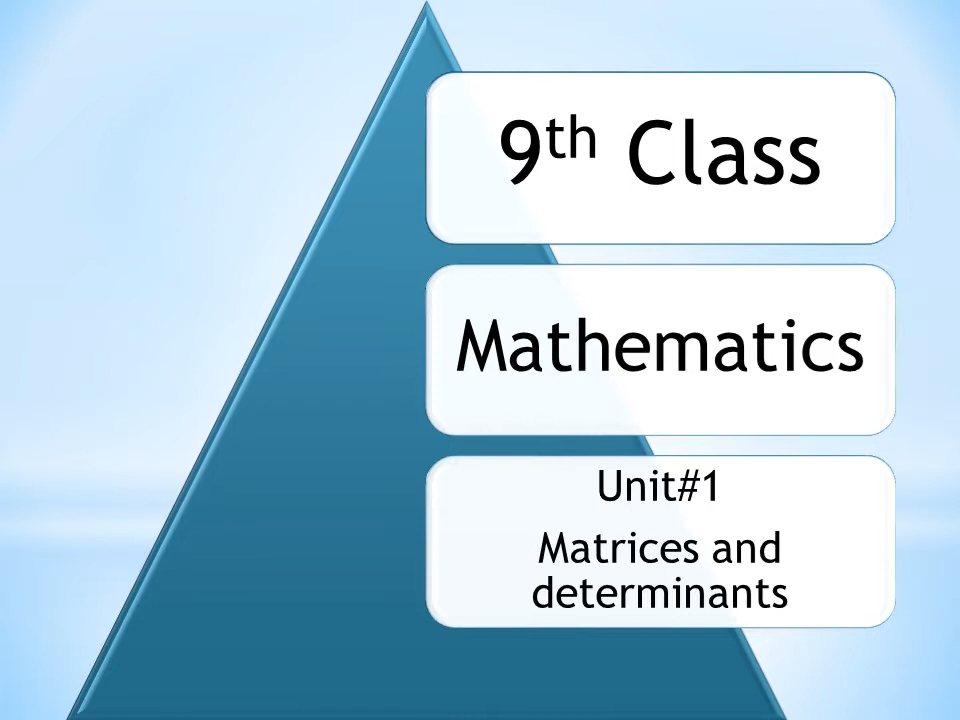 9th Class
Mathematics
Unit#1
Matrices and
determinants